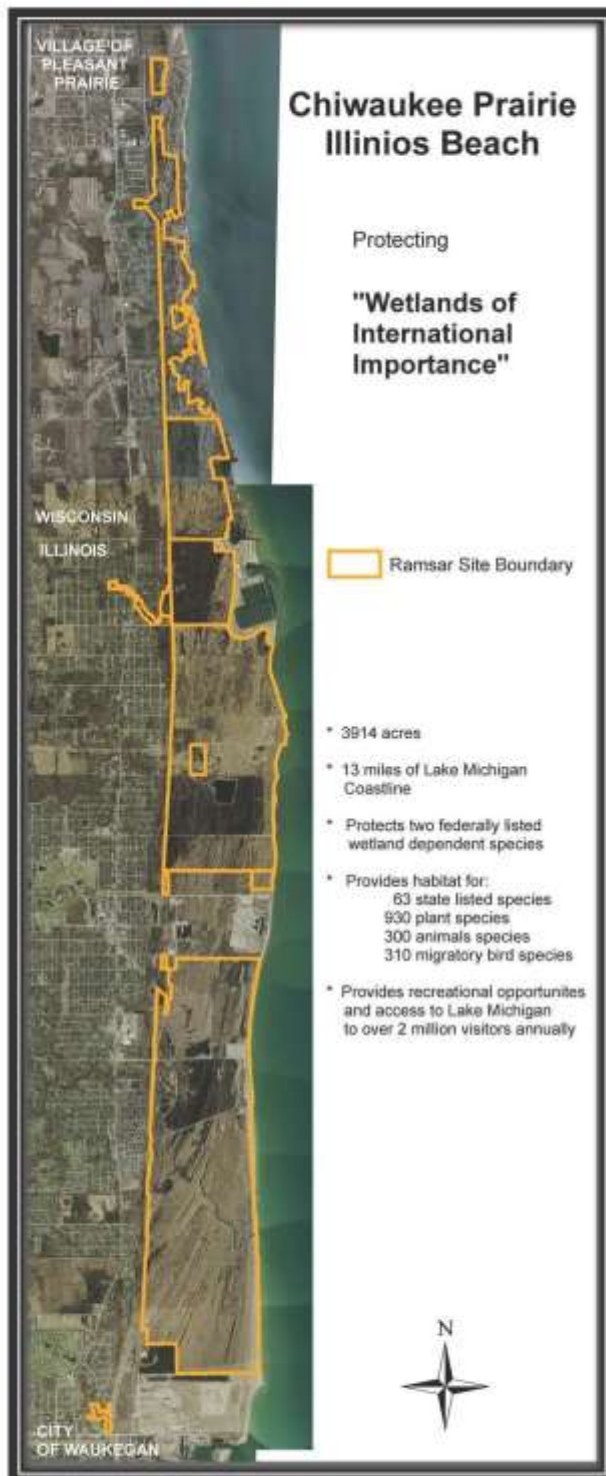 VILLAGE OF
PLEASANT
PRAIRIE
Chiwaukee Prairie
Illinios Beach
Protecting
"Wetlands of
International
Importance"
WISCONSIN
ILLINOIS
Ramsar Site Boundary
* 3914 acres
* 13 miles of Lake Michigan
Coastline
* Protects two federally listed
wetland dependent species
* Provides habitat for:
63 state listed species
930 plant species
300 animals species
310 migratory bird species
* Provides recreational opportunites
and access to Lake Michigan
to over 2 million visitors annually
N
CITY
OF WAUKEGAN